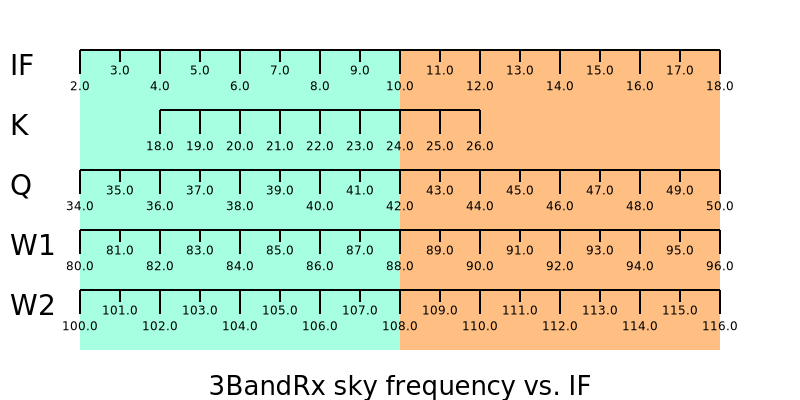 IF
3.0 5.0 7.0 9.0 11.0 13.0 15.0 17.0
2.0 4.0 6.0 8.0 10.0 12.0 14.0 16.0 18.0
K
18.0 19.0 20.0 21.0 22.0 23.0 24.0 25.0 26.0
Q
35.0 37.0 39.0 41.0 43.0 45.0 47.0 49.0
34.0 36.0 38.0 40.0 42.0 44.0 46.0 48.0 50.0
W1
81.0 83.0 85.0 87.0 89.0 91.0 93.0 95.0
80.0 82.0 84.0 86.0 88.0 90.0 92.0 94.0 96.0
W2
101.0 103.0 105.0 107.0 109.0 111.0 113.0 115.0
100.0 102.0 104.0 106.0 108.0 110.0 112.0 114.0 116.0
3BandRx sky frequency vs. IF